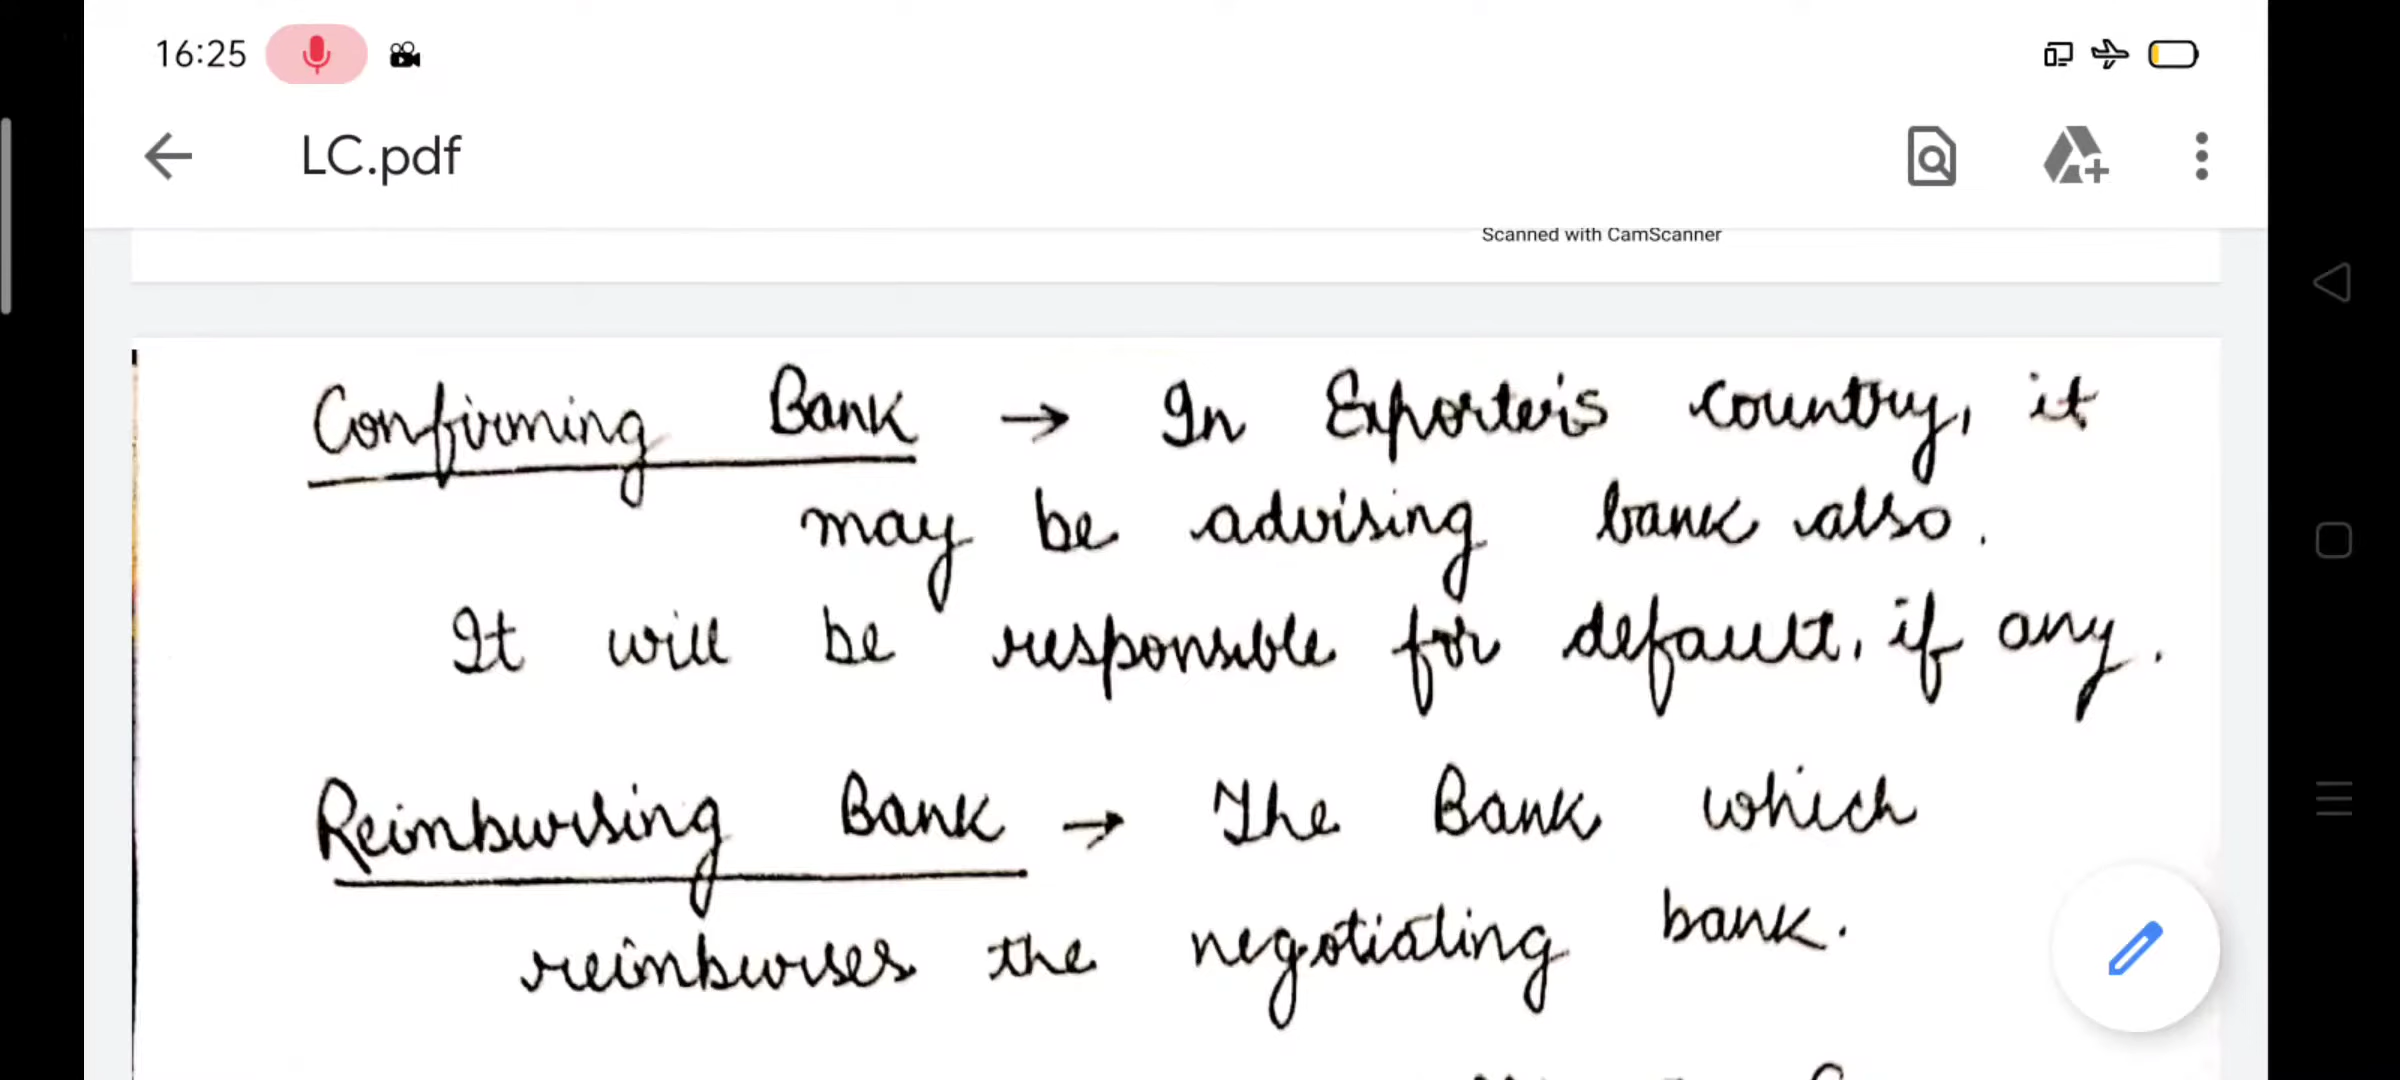 16:25
LC.pdf
Scanned with CamScanner
Confirming Bank → In Exporter's country, it
may be advising bank also.
It will be responsible for default, if any.
Reimbursing Bank → The Bank which
reimburses the negotiating bank.